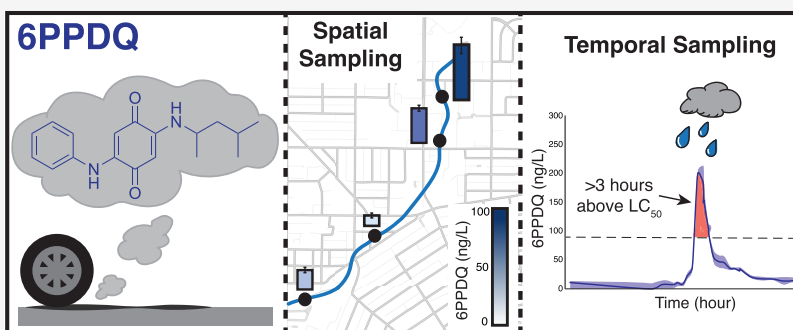 6PPDQ
O
H
N
N
H
O
Spatial
Sampling
100
50
0
6PPDQ (ng/L)
Temporal Sampling
300
250
200
150
100
50
0
6PPDQ (ng/L)
>3 hours
above LC50
Time (hour)